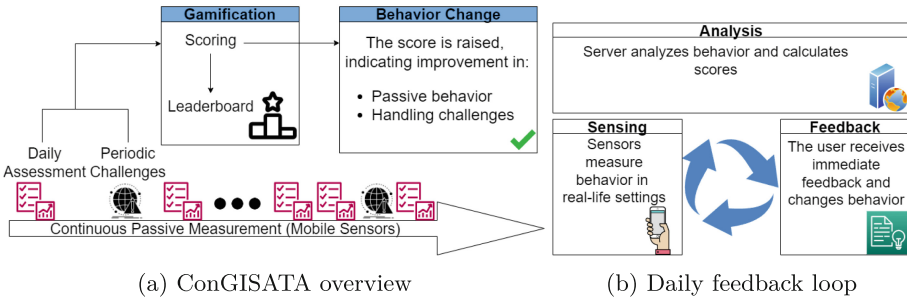 Gamification
Scoring
Leaderboard
Behavior Change
The score is raised,
indicating improvement in:
• Passive behavior
• Handling challenges
Daily
Assessment
Periodic
Challenges
Continuous Passive Measurement (Mobile Sensors)
(a) ConGISATA overview
Analysis
Server analyzes behavior and calculates
scores
Sensing
Sensors
measure
behavior in
real-life settings
Feedback
The user receives
immediate
feedback and
changes behavior
(b) Daily feedback loop